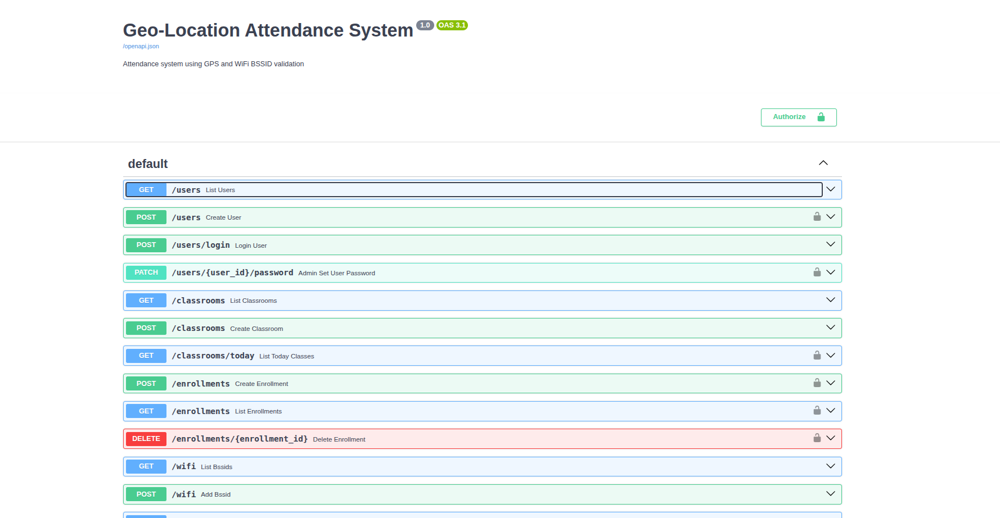 Geo-Location Attendance System 1.0 OAS 3.1
/openapi.json
Attendance system using GPS and WiFi BSSID validation
Authorize
default
GET /users List Users
POST /users Create User
POST /users/login Login User
PATCH /users/{user_id}/password Admin Set User Password
GET /classrooms List Classrooms
POST /classrooms Create Classroom
GET /classrooms/today List Today Classes
POST /enrollments Create Enrollment
GET /enrollments List Enrollments
DELETE /enrollments/{enrollment_id} Delete Enrollment
GET /wifi List Bssids
POST /wifi Add Bssid